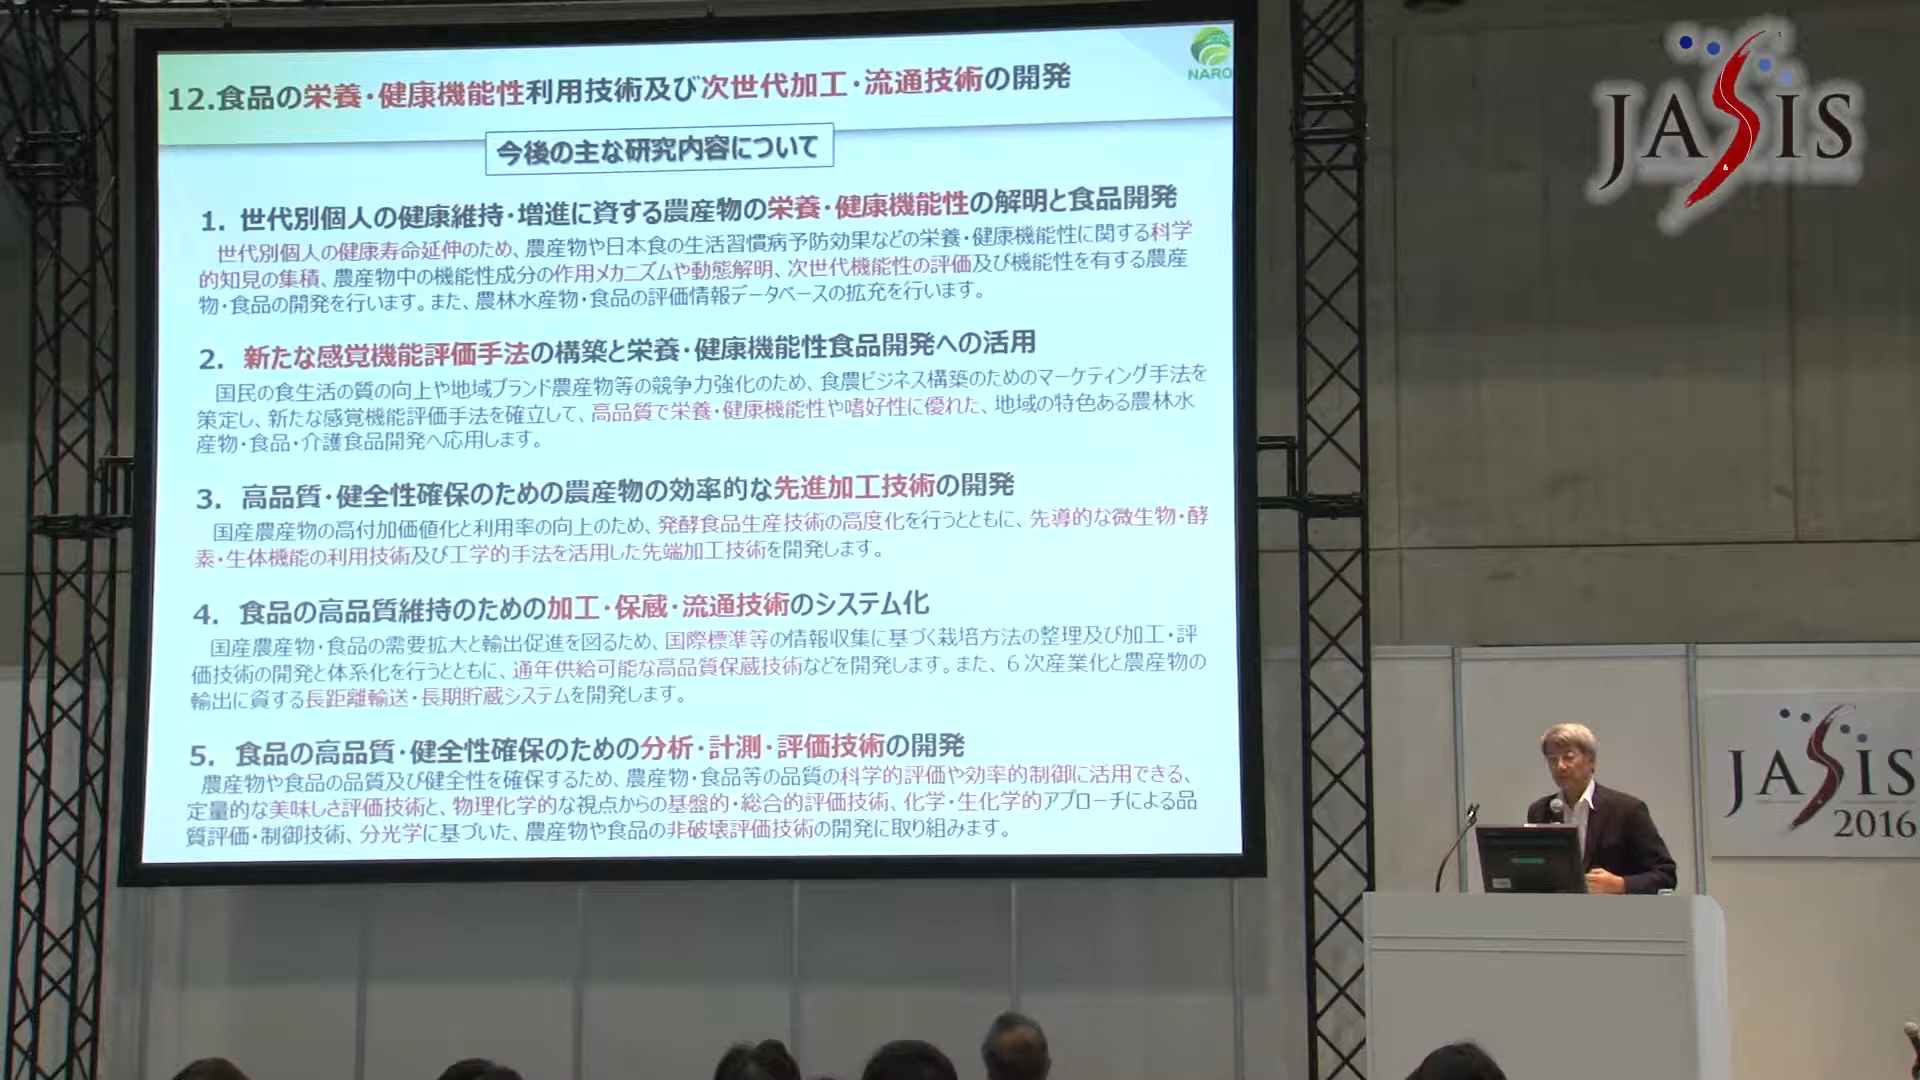 12.食品の栄養・健康機能性利用技術及び次世代加工・流通技術の開発
NARO
今後の主な研究内容について
1. 世代別個人の健康維持・増進に資する農産物の栄養・健康機能性の解明と食品開発
世代別個人の健康寿命延伸のため、農産物や日本食の生活習慣病予防効果などの栄養・健康機能性に関する科学
的知見の集積、農産物中の機能性成分の作用メカニズムや動態解明、次世代機能性の評価及び機能性を有する農産
物・食品の開発を行います。また、農林水産物・食品の評価情報データベースの拡充を行います。
2. 新たな感覚機能評価手法の構築と栄養・健康機能性食品開発への活用
国民の食生活の質の向上や地域ブランド農産物等の競争力強化のため、食農ビジネス構築のためのマーケティング手法を
策定し、新たな感覚機能評価手法を確立して、高品質で栄養・健康機能性や嗜好性に優れた、地域の特色ある農林水
産物・食品・介護食品開発へ応用します。
3. 高品質・健全性確保のための農産物の効率的な先進加工技術の開発
国産農産物の高付加価値化と利用率の向上のため、発酵食品生産技術の高度化を行うとともに、先導的な微生物・酵
素・生体機能の利用技術及び工学的手法を活用した先端加工技術を開発します。
4. 食品の高品質維持のための加工・保蔵・流通技術のシステム化
国産農産物・食品の需要拡大と輸出促進を図るため、国際標準等の情報収集に基づく栽培方法の整理及び加工・評
価技術の開発と体系化を行うとともに、通年供給可能な高品質保蔵技術などを開発します。また、６次産業化と農産物の
輸出に資する長距離輸送・長期貯蔵システムを開発します。
5. 食品の高品質・健全性確保のための分析・計測・評価技術の開発
農産物や食品の品質及び健全性を確保するため、農産物・食品等の品質の科学的評価や効率的制御に活用できる、
定量的な美味しさ評価技術と、物理化学的な視点からの基盤的・総合的評価技術、化学・生化学的アプローチによる品
質評価・制御技術、分光学に基づいた、農産物や食品の非破壊評価技術の開発に取り組みます。
JASIS
&
JASIS
2016